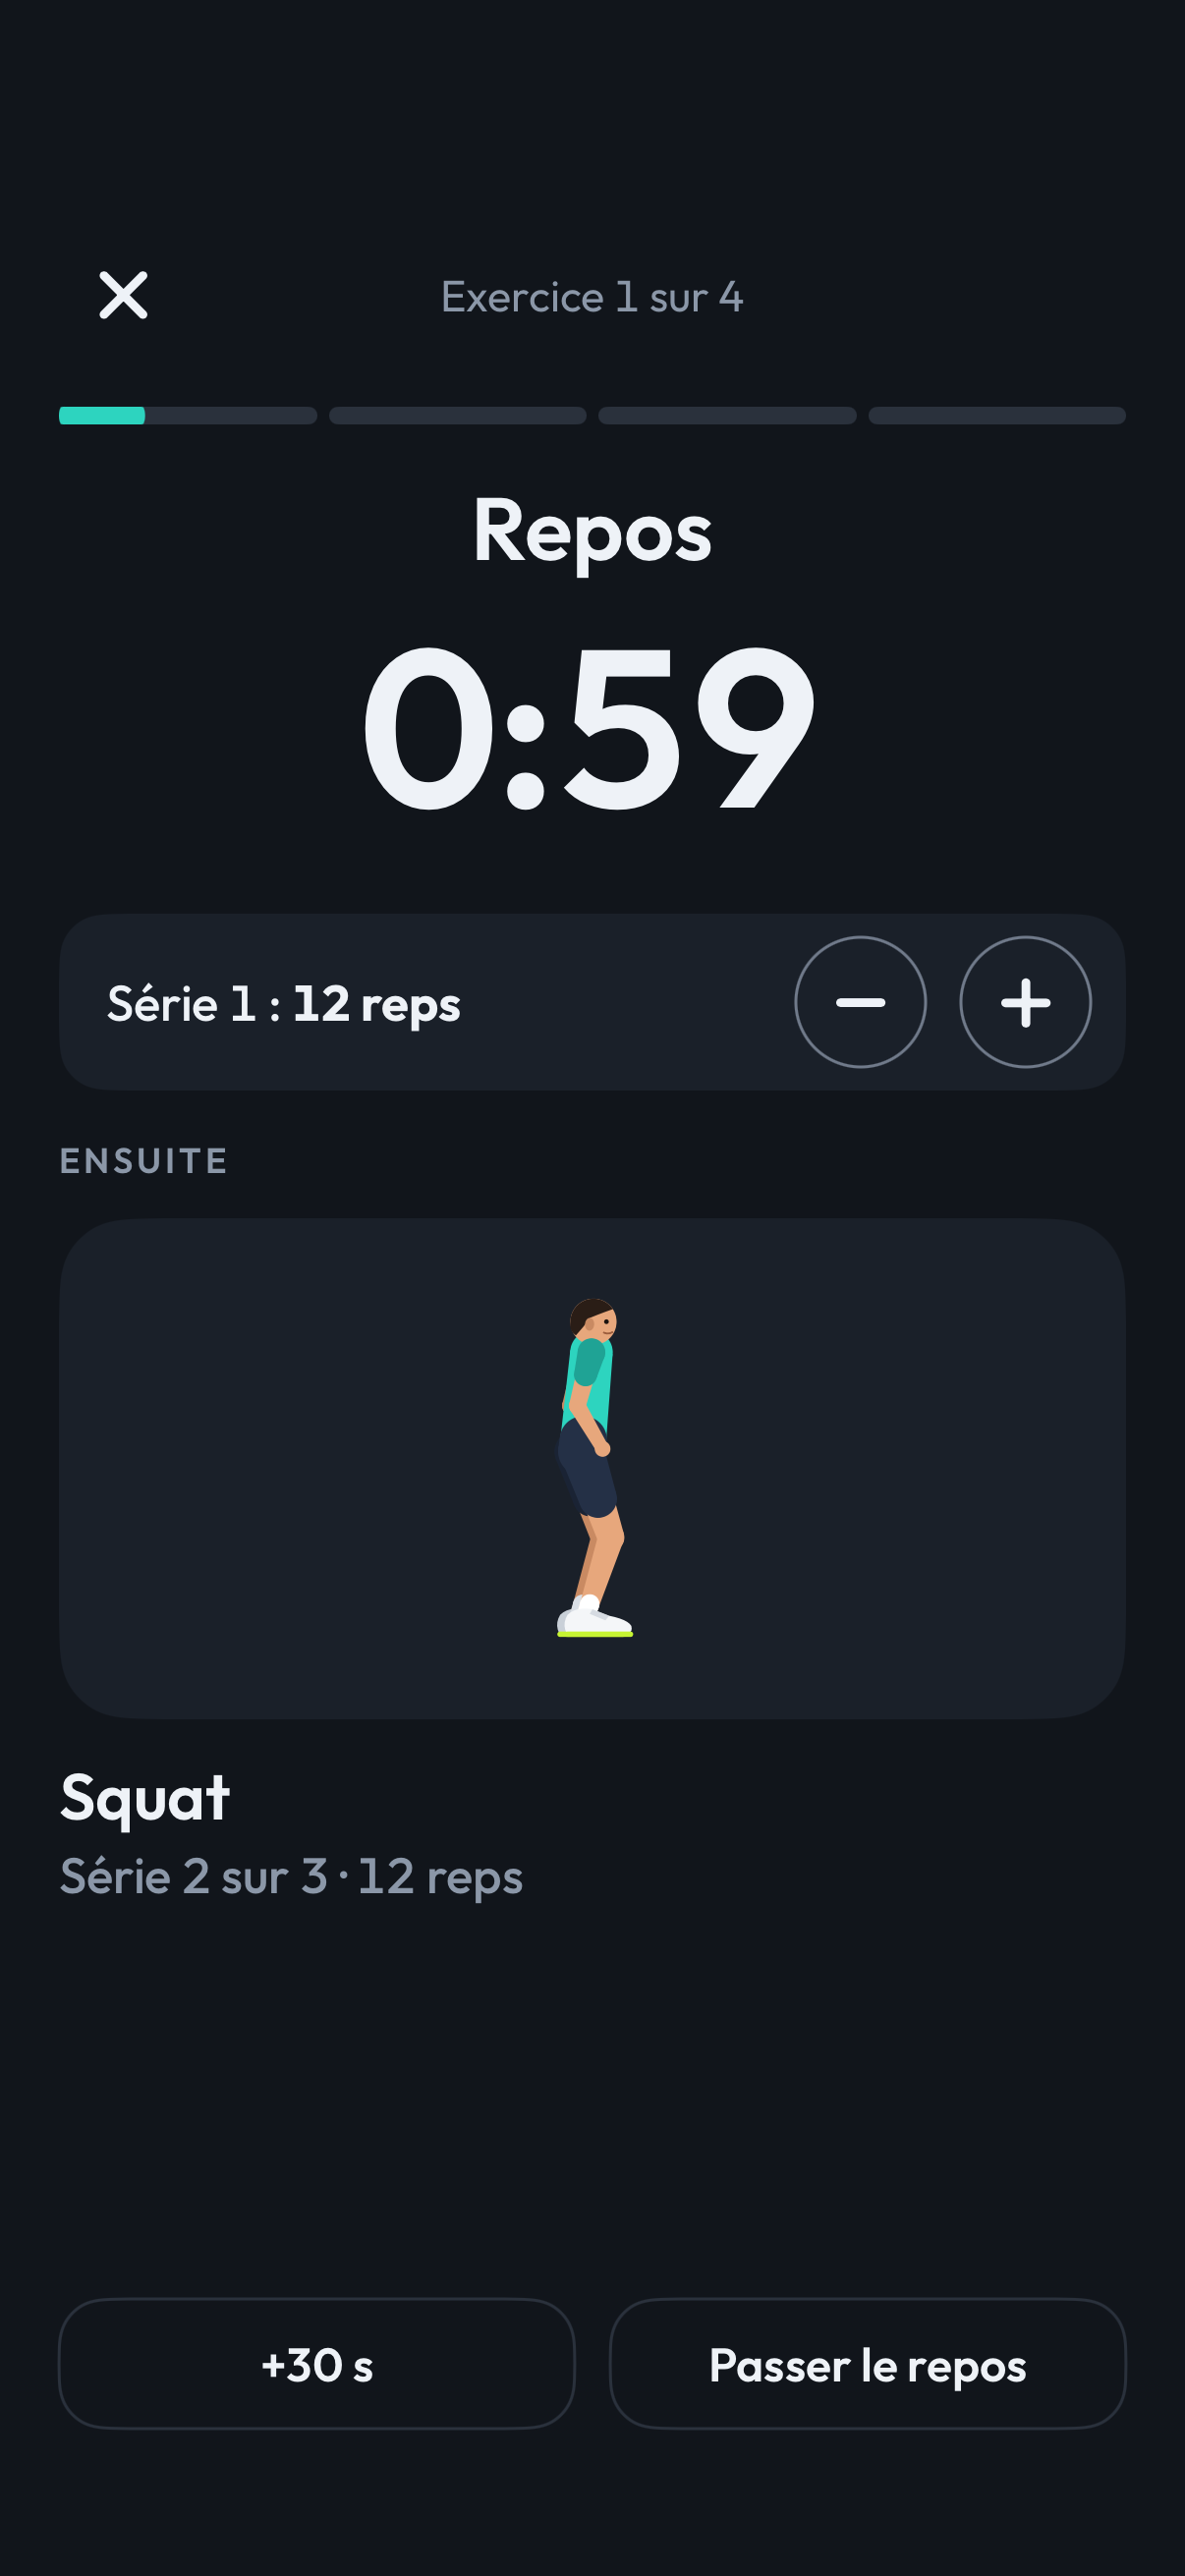 Exercice 1 sur 4
Repos
0:59
Série 1 : 12 reps
ENSUITE
Squat
Série 2 sur 3 · 12 reps
+30 s
Passer le repos